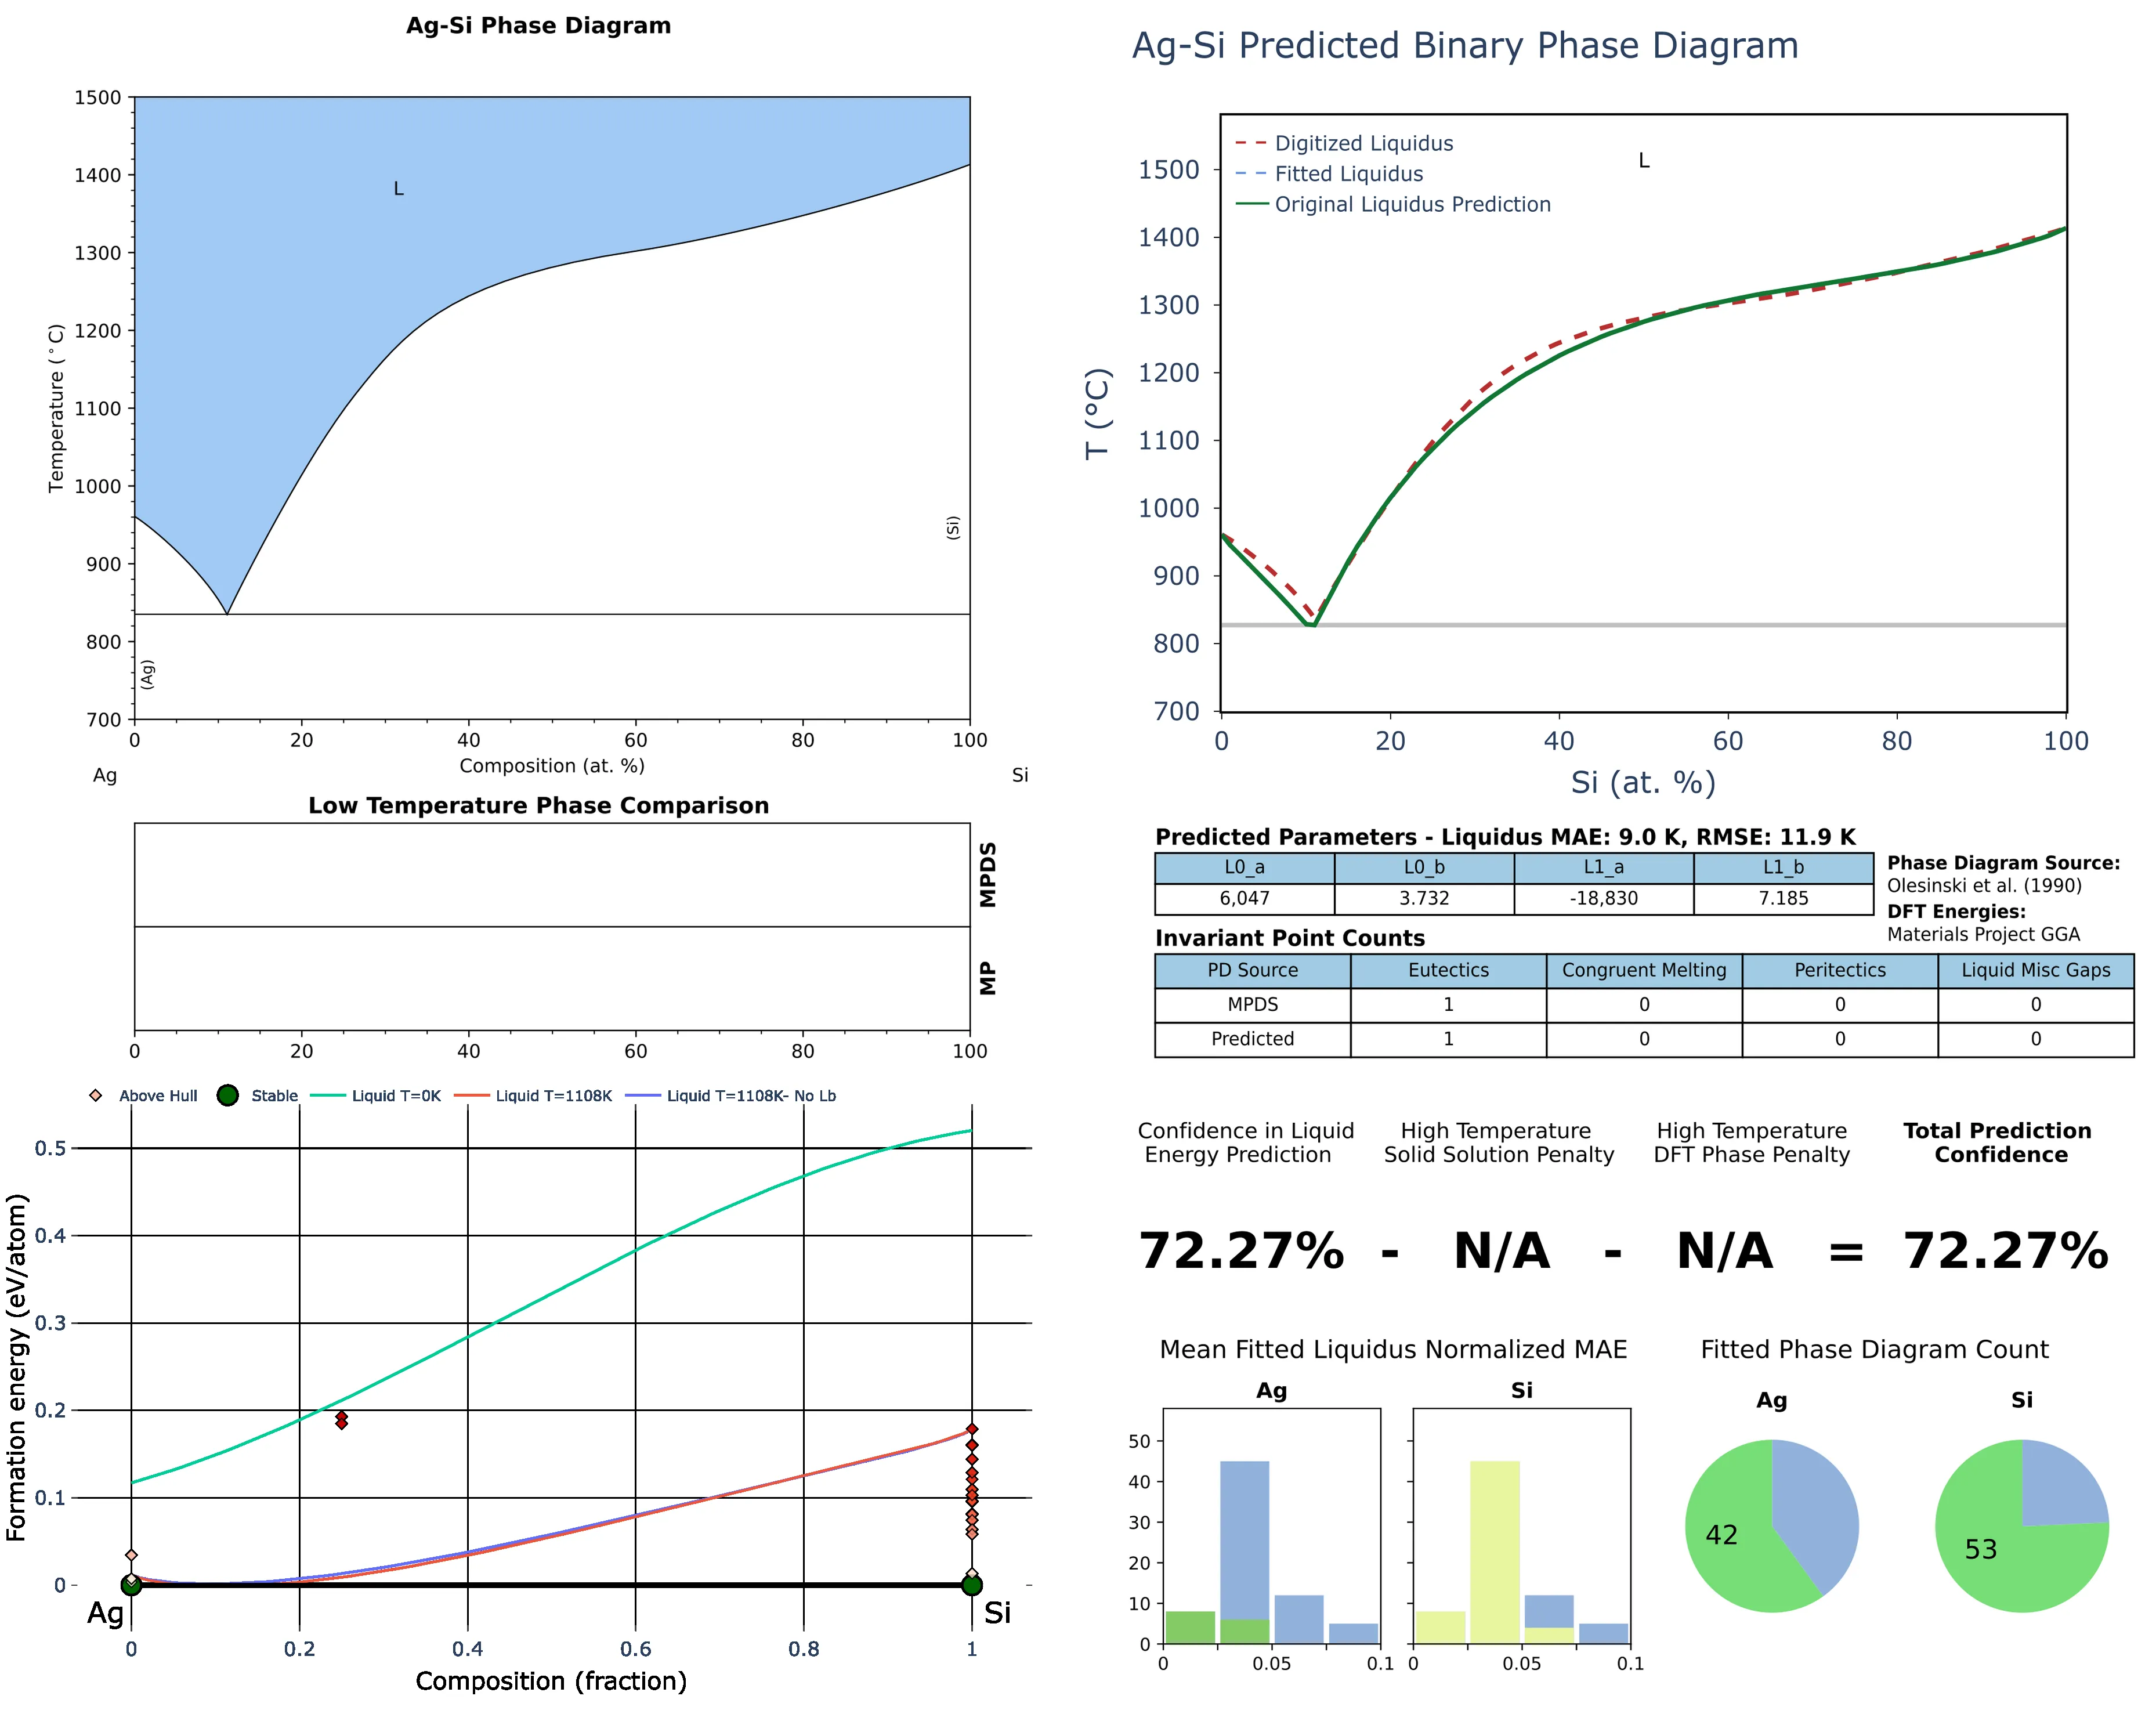 Ag-Si Phase Diagram
1500
1400
1300
1200
1100
1000
900
800
700
Temperature (°C)
L
(Si)
(Ag)
0 20 40 60 80 100
Ag Composition (at. %) Si
Low Temperature Phase Comparison
MPDS
MP
0 20 40 60 80 100
Above Hull Stable Liquid T=0K Liquid T=1108K Liquid T=1108K- No Lb
0.5
0.4
0.3
0.2
0.1
0
Formation energy (eV/atom)
Ag Si
0 0.2 0.4 0.6 0.8 1
Composition (fraction)
Ag-Si Predicted Binary Phase Diagram
Digitized Liquidus
Fitted Liquidus
Original Liquidus Prediction
L
1500
1400
1300
1200
1100
1000
900
800
700
T (°C)
0 20 40 60 80 100
Si (at. %)
Predicted Parameters - Liquidus MAE: 9.0 K, RMSE: 11.9 K
L0_a L0_b L1_a L1_b
6,047 3.732 -18,830 7.185
Phase Diagram Source:
Olesinski et al. (1990)
DFT Energies:
Materials Project GGA
Invariant Point Counts
PD Source Eutectics Congruent Melting Peritectics Liquid Misc Gaps
MPDS 1 0 0 0
Predicted 1 0 0 0
Confidence in Liquid
Energy Prediction
High Temperature
Solid Solution Penalty
High Temperature
DFT Phase Penalty
Total Prediction
Confidence
72.27% - N/A - N/A = 72.27%
Mean Fitted Liquidus Normalized MAE
Ag Si
50
40
30
20
10
0
0 0.05 0.1 0 0.05 0.1
Fitted Phase Diagram Count
Ag Si
42 53